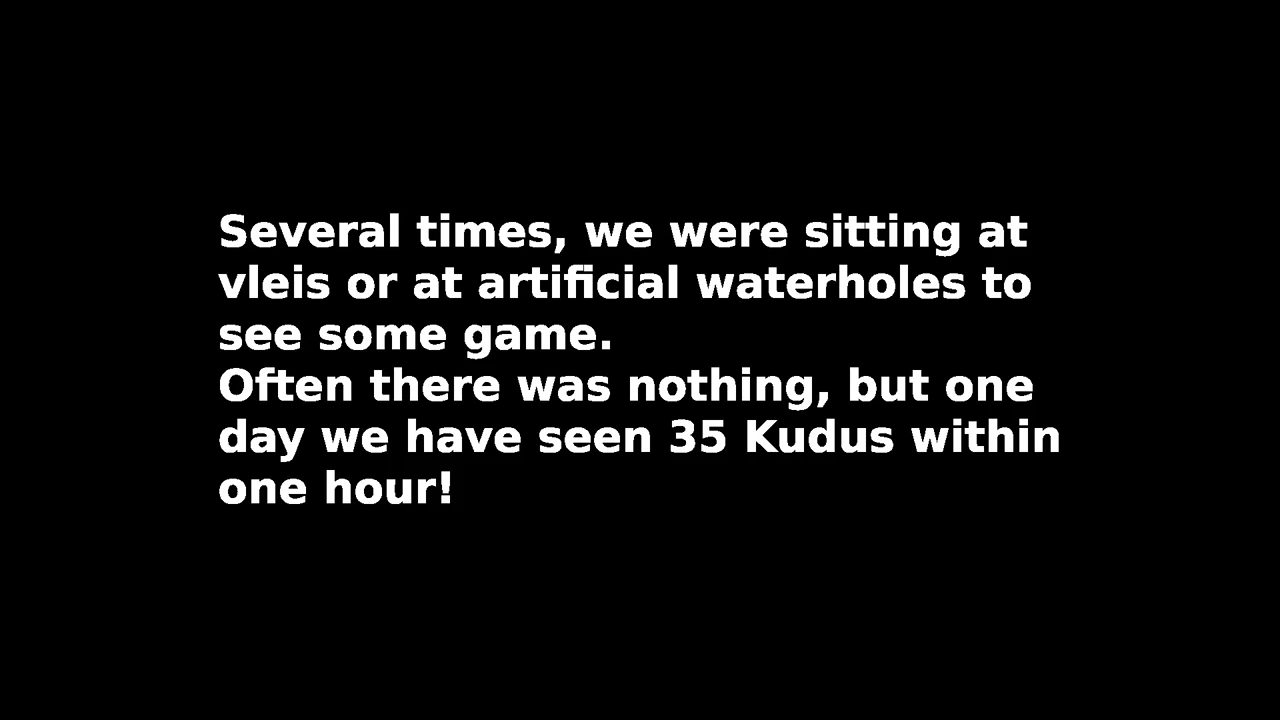 Several times, we were sitting at
vleis or at artificial waterholes to
see some game.
Often there was nothing, but one
day we have seen 35 Kudus within
one hour!